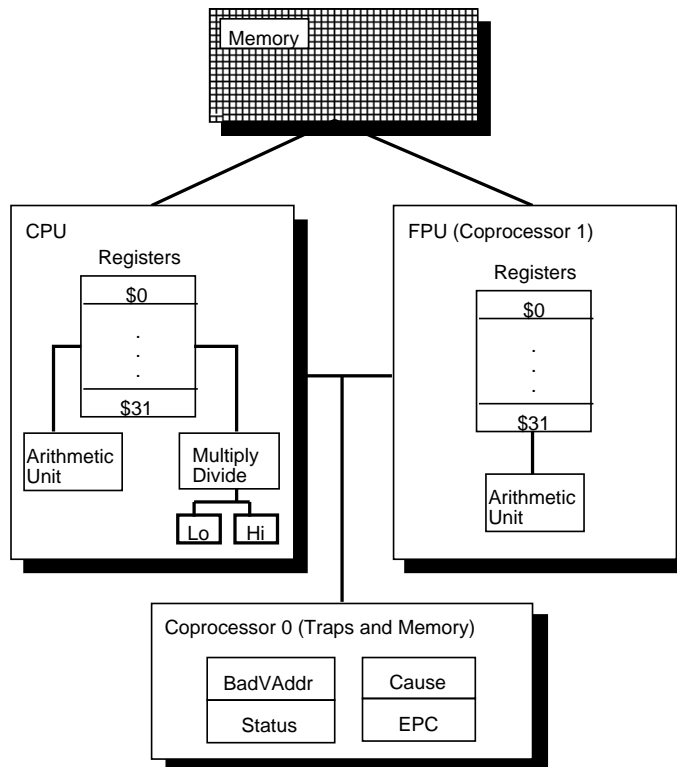 Memory
CPU
Registers
$0
.
.
.
$31
Arithmetic
Unit
Multiply
Divide
Lo
Hi
FPU (Coprocessor 1)
Registers
$0
.
.
.
$31
Arithmetic
Unit
Coprocessor 0 (Traps and Memory)
BadVAddr
Status
Cause
EPC